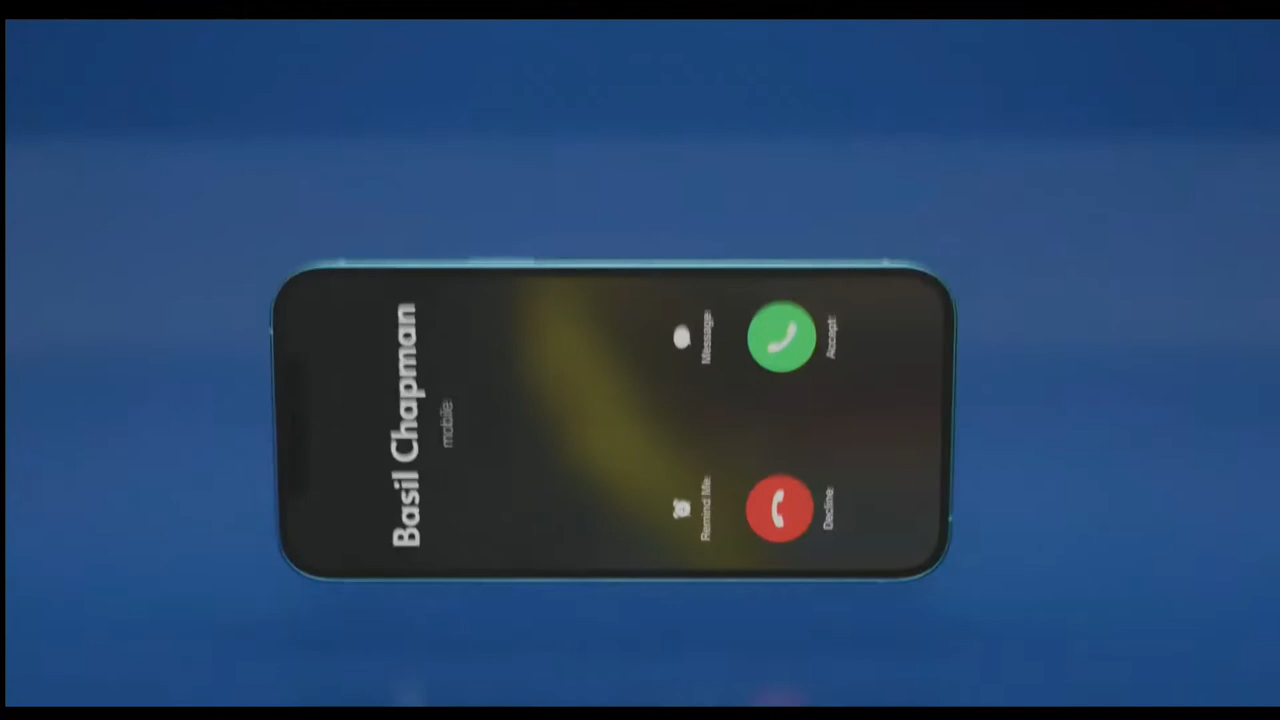 Basil Chapman
mobile
Remind Me
Message
Decline
Accept